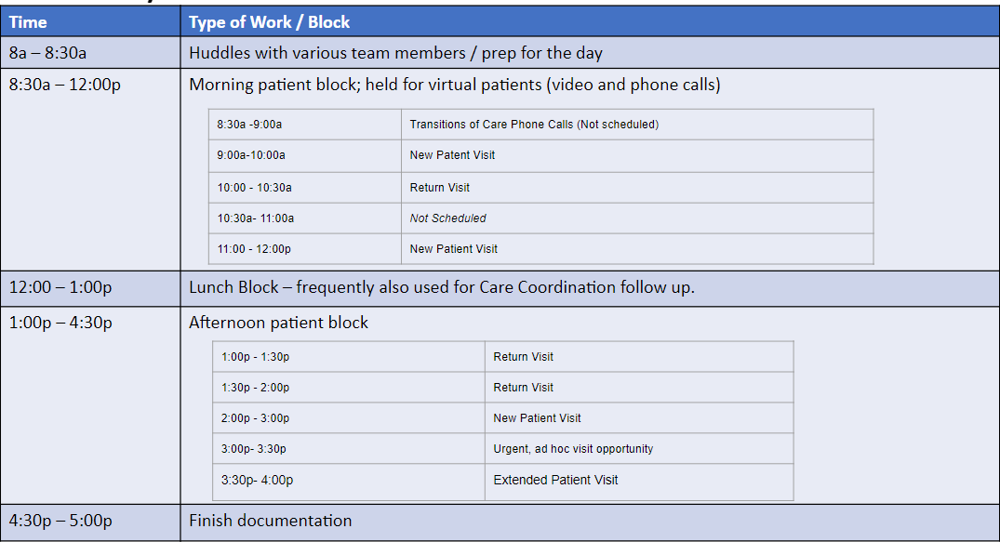 Time Type of Work / Block
8a – 8:30a Huddles with various team members / prep for the day
8:30a – 12:00p Morning patient block; held for virtual patients (video and phone calls)
8:30a -9:00a Transitions of Care Phone Calls (Not scheduled)
9:00a-10:00a New Patent Visit
10:00 - 10:30a Return Visit
10:30a- 11:00a Not Scheduled
11:00 - 12:00p New Patient Visit
12:00 – 1:00p Lunch Block – frequently also used for Care Coordination follow up.
1:00p – 4:30p Afternoon patient block
1:00p - 1:30p Return Visit
1:30p - 2:00p Return Visit
2:00p - 3:00p New Patient Visit
3:00p- 3:30p Urgent, ad hoc visit opportunity
3:30p- 4:00p Extended Patient Visit
4:30p – 5:00p Finish documentation